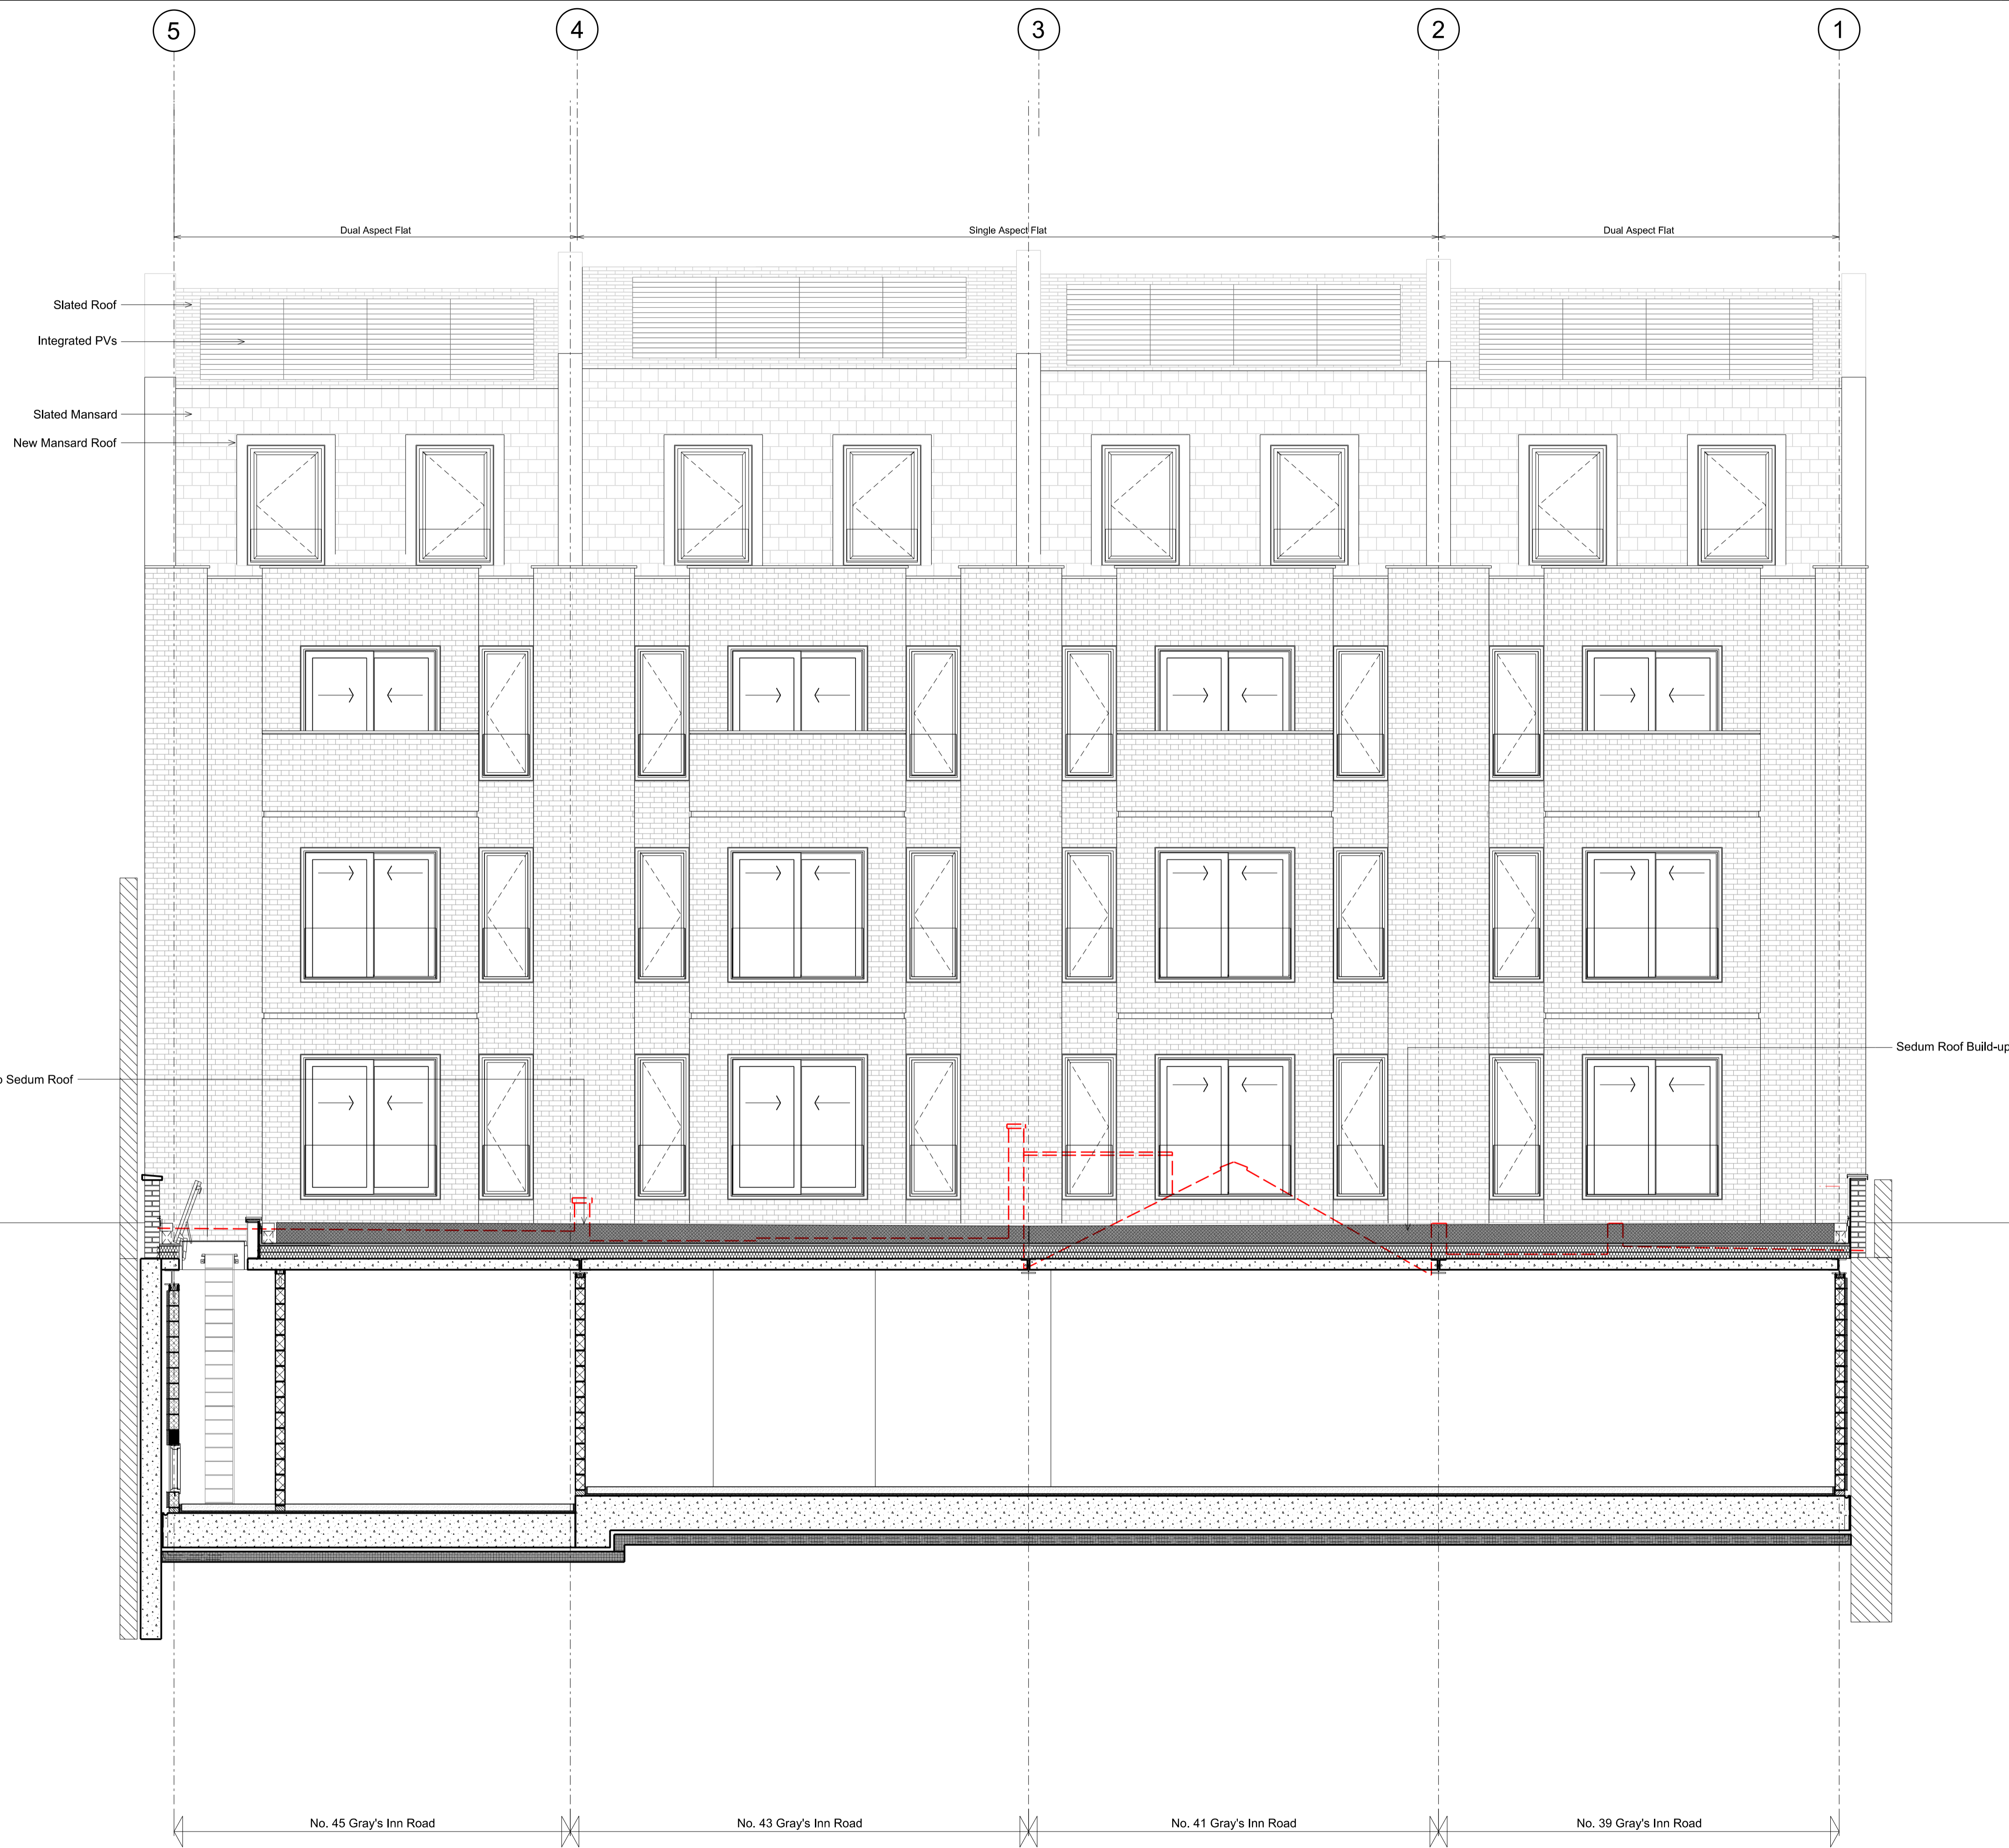 5
4
3
2
1
Dual Aspect Flat
Single Aspect Flat
Dual Aspect Flat
Slated Roof
Integrated PVs
Slated Mansard
New Mansard Roof
Sedum Roof Build-up
Sedum Roof
No. 45 Gray's Inn Road
No. 43 Gray's Inn Road
No. 41 Gray's Inn Road
No. 39 Gray's Inn Road